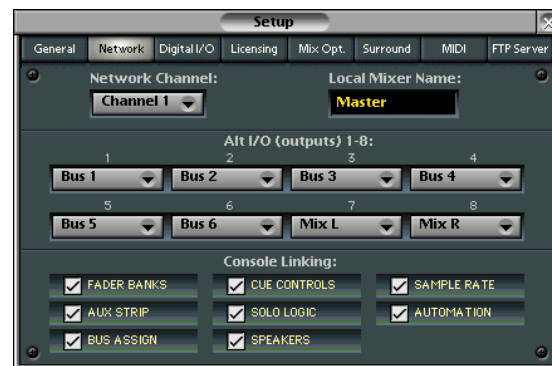 Setup
General Network Digital I/O Licensing Mix Opt. Surround MIDI FTP Server
Network Channel: Local Mixer Name:
Channel 1 Master
Alt I/O (outputs) 1-8:
1 2 3 4
Bus 1 Bus 2 Bus 3 Bus 4
5 6 7 8
Bus 5 Bus 6 Mix L Mix R
Console Linking:
FADER BANKS CUE CONTROLS SAMPLE RATE
AUX STRIP SOLO LOGIC AUTOMATION
BUS ASSIGN SPEAKERS